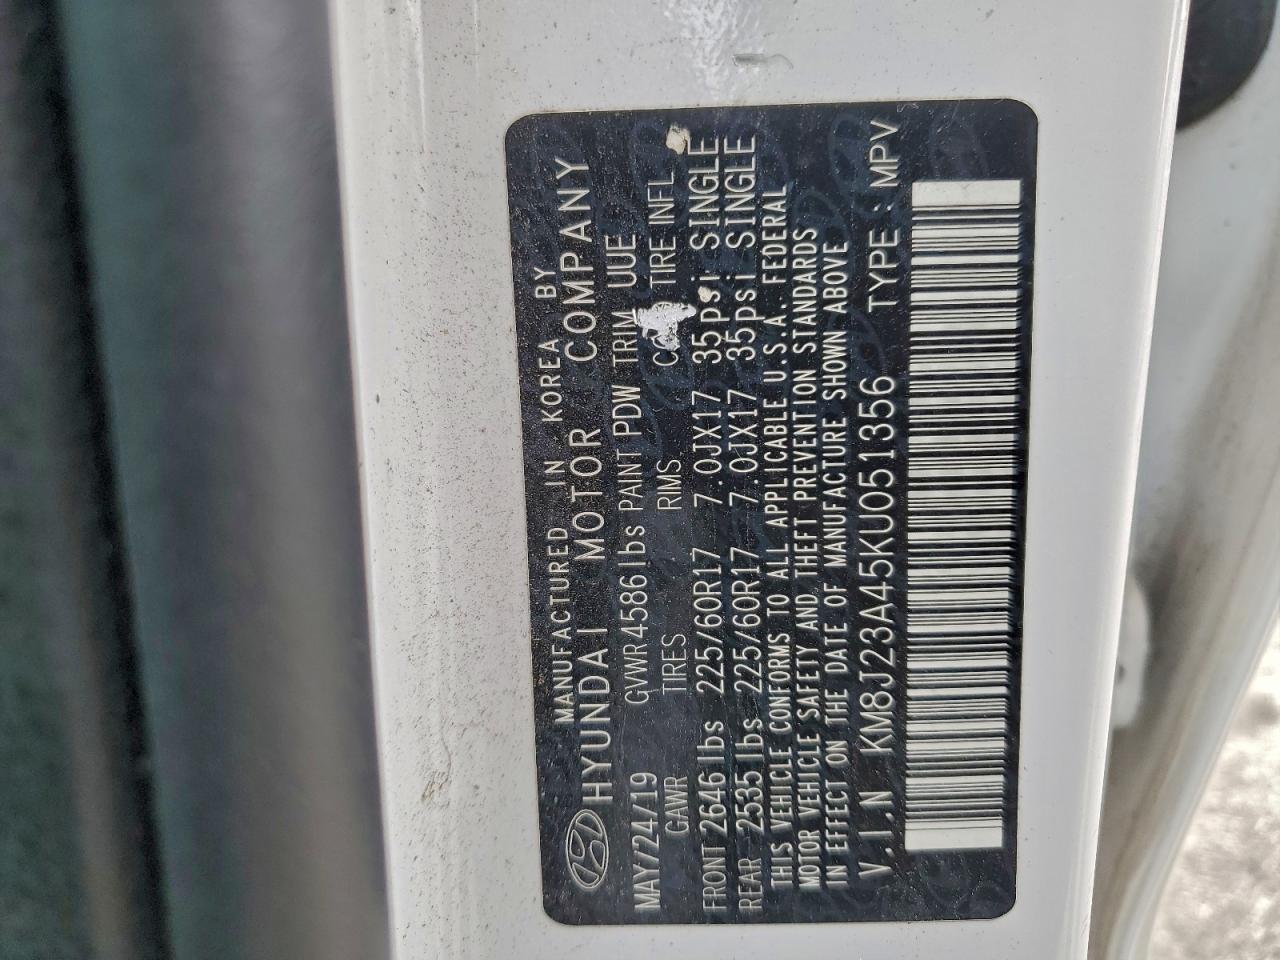 MANUFACTURED IN KOREA BY
HYUNDAI MOTOR COMPANY
MAY/24/19 GVWR 4586 lbs PAINT PDW TRIM UUE
GAWR TIRES RIMS TIRE INFL.
FRONT 2646 lbs 225/60R17 7.0JX17 35psi SINGLE
REAR 2535 lbs 225/60R17 7.0JX17 35psi SINGLE
THIS VEHICLE CONFORMS TO ALL APPLICABLE U.S.A. FEDERAL
MOTOR VEHICLE SAFETY AND THEFT PREVENTION STANDARDS
IN EFFECT ON THE DATE OF MANUFACTURE SHOWN ABOVE
V.I.N KM8J23A45KU051356 TYPE : MPV